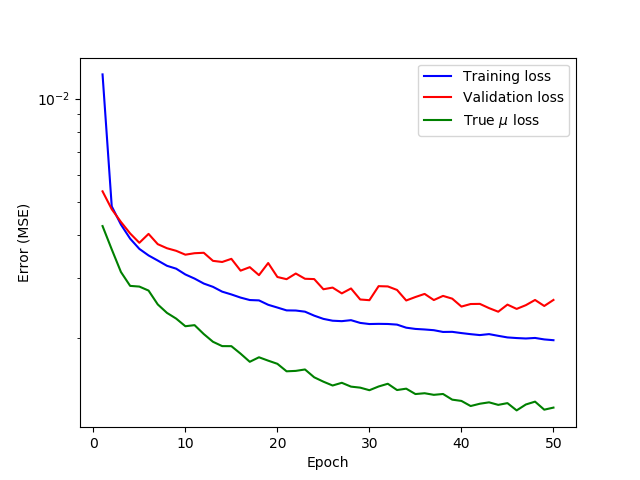 Training loss
Validation loss
True μ loss
10⁻²
Error (MSE)
0 10 20 30 40 50
Epoch